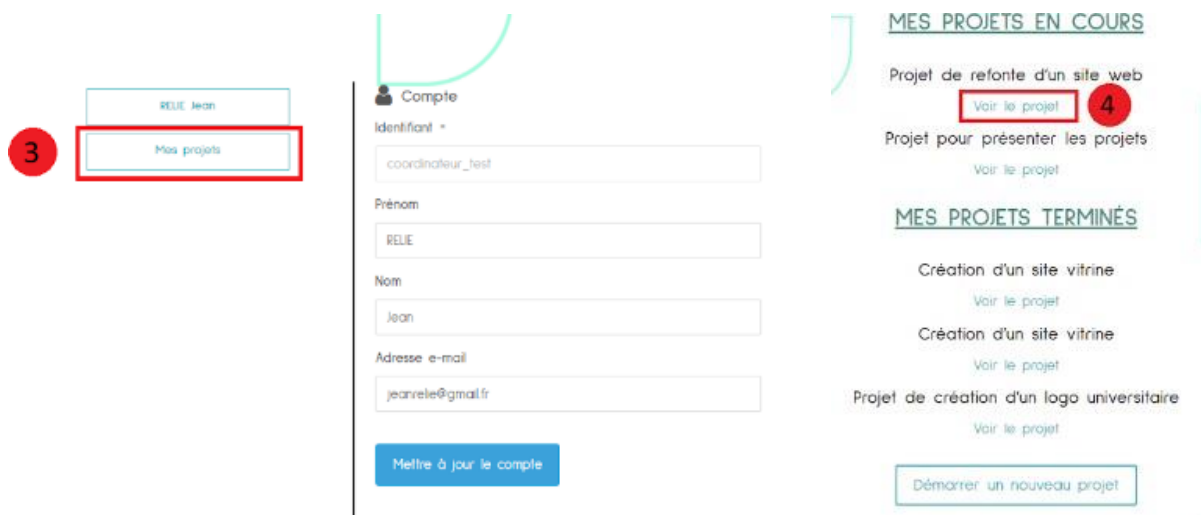 RELIE Jean
3
Mes projets
Compte
Identifiant *
coordinateur_test
Prénom
RELIE
Nom
Jean
Adresse e-mail
jeanrelie@gmail.fr
Mettre à jour le compte
MES PROJETS EN COURS
Projet de refonte d'un site web
Voir le projet
4
Projet pour présenter les projets
Voir le projet
MES PROJETS TERMINÉS
Création d'un site vitrine
Voir le projet
Création d'un site vitrine
Voir le projet
Projet de création d'un logo universitaire
Voir le projet
Démarrer un nouveau projet